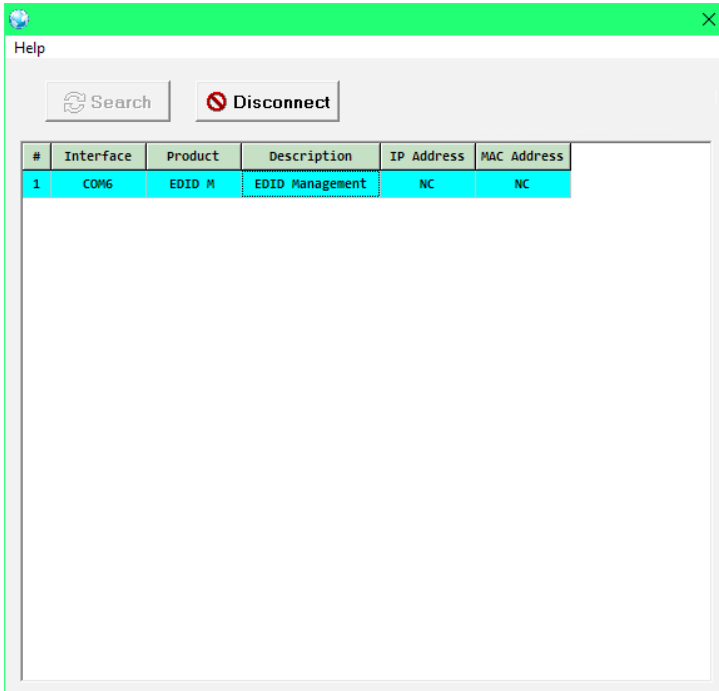 Help
Search Disconnect
# Interface Product Description IP Address MAC Address
1 COM6 EDID M EDID Management NC NC